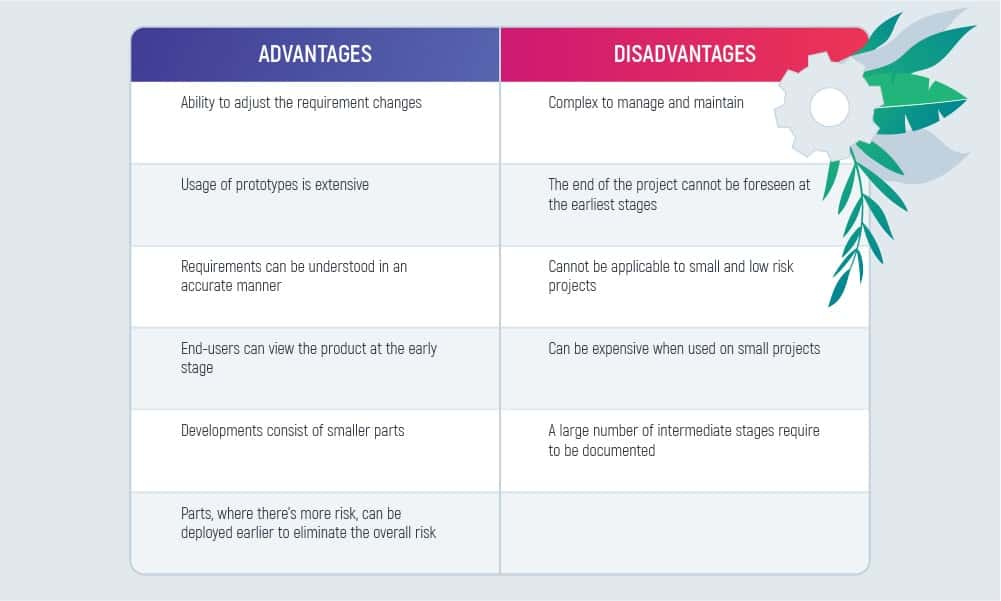 ADVANTAGES
DISADVANTAGES
Ability to adjust the requirement changes
Complex to manage and maintain
Usage of prototypes is extensive
The end of the project cannot be foreseen at
the earliest stages
Requirements can be understood in an
accurate manner
Cannot be applicable to small and low risk
projects
End-users can view the product at the early
stage
Can be expensive when used on small projects
Developments consist of smaller parts
A large number of intermediate stages require
to be documented
Parts, where there's more risk, can be
deployed earlier to eliminate the overall risk